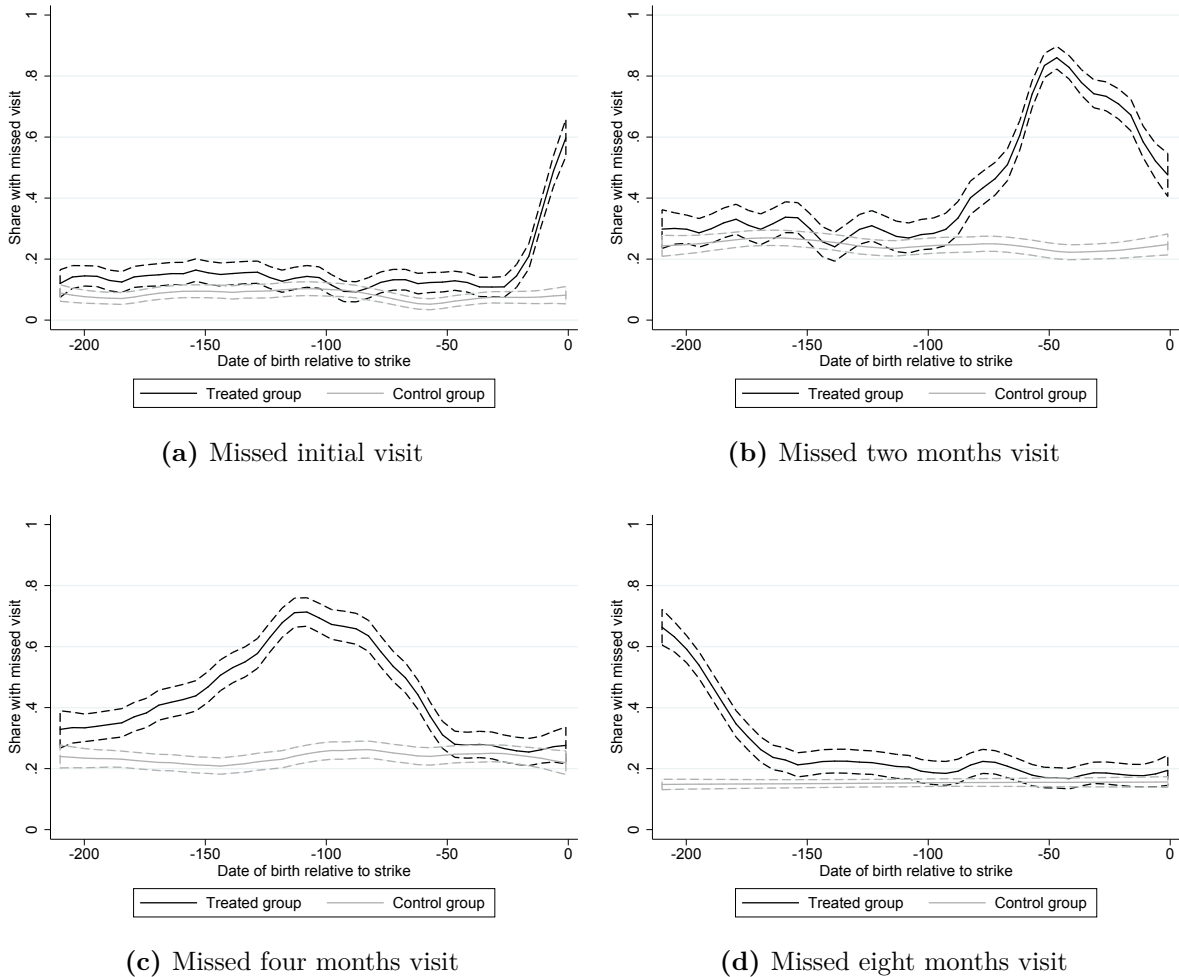 Share with missed visit
0
.2
.4
.6
.8
1
-200
-150
-100
-50
0
Date of birth relative to strike
Treated group
Control group
(a) Missed initial visit
Share with missed visit
0
.2
.4
.6
.8
1
-200
-150
-100
-50
0
Date of birth relative to strike
Treated group
Control group
(b) Missed two months visit
Share with missed visit
0
.2
.4
.6
.8
1
-200
-150
-100
-50
0
Date of birth relative to strike
Treated group
Control group
(c) Missed four months visit
Share with missed visit
0
.2
.4
.6
.8
1
-200
-150
-100
-50
0
Date of birth relative to strike
Treated group
Control group
(d) Missed eight months visit